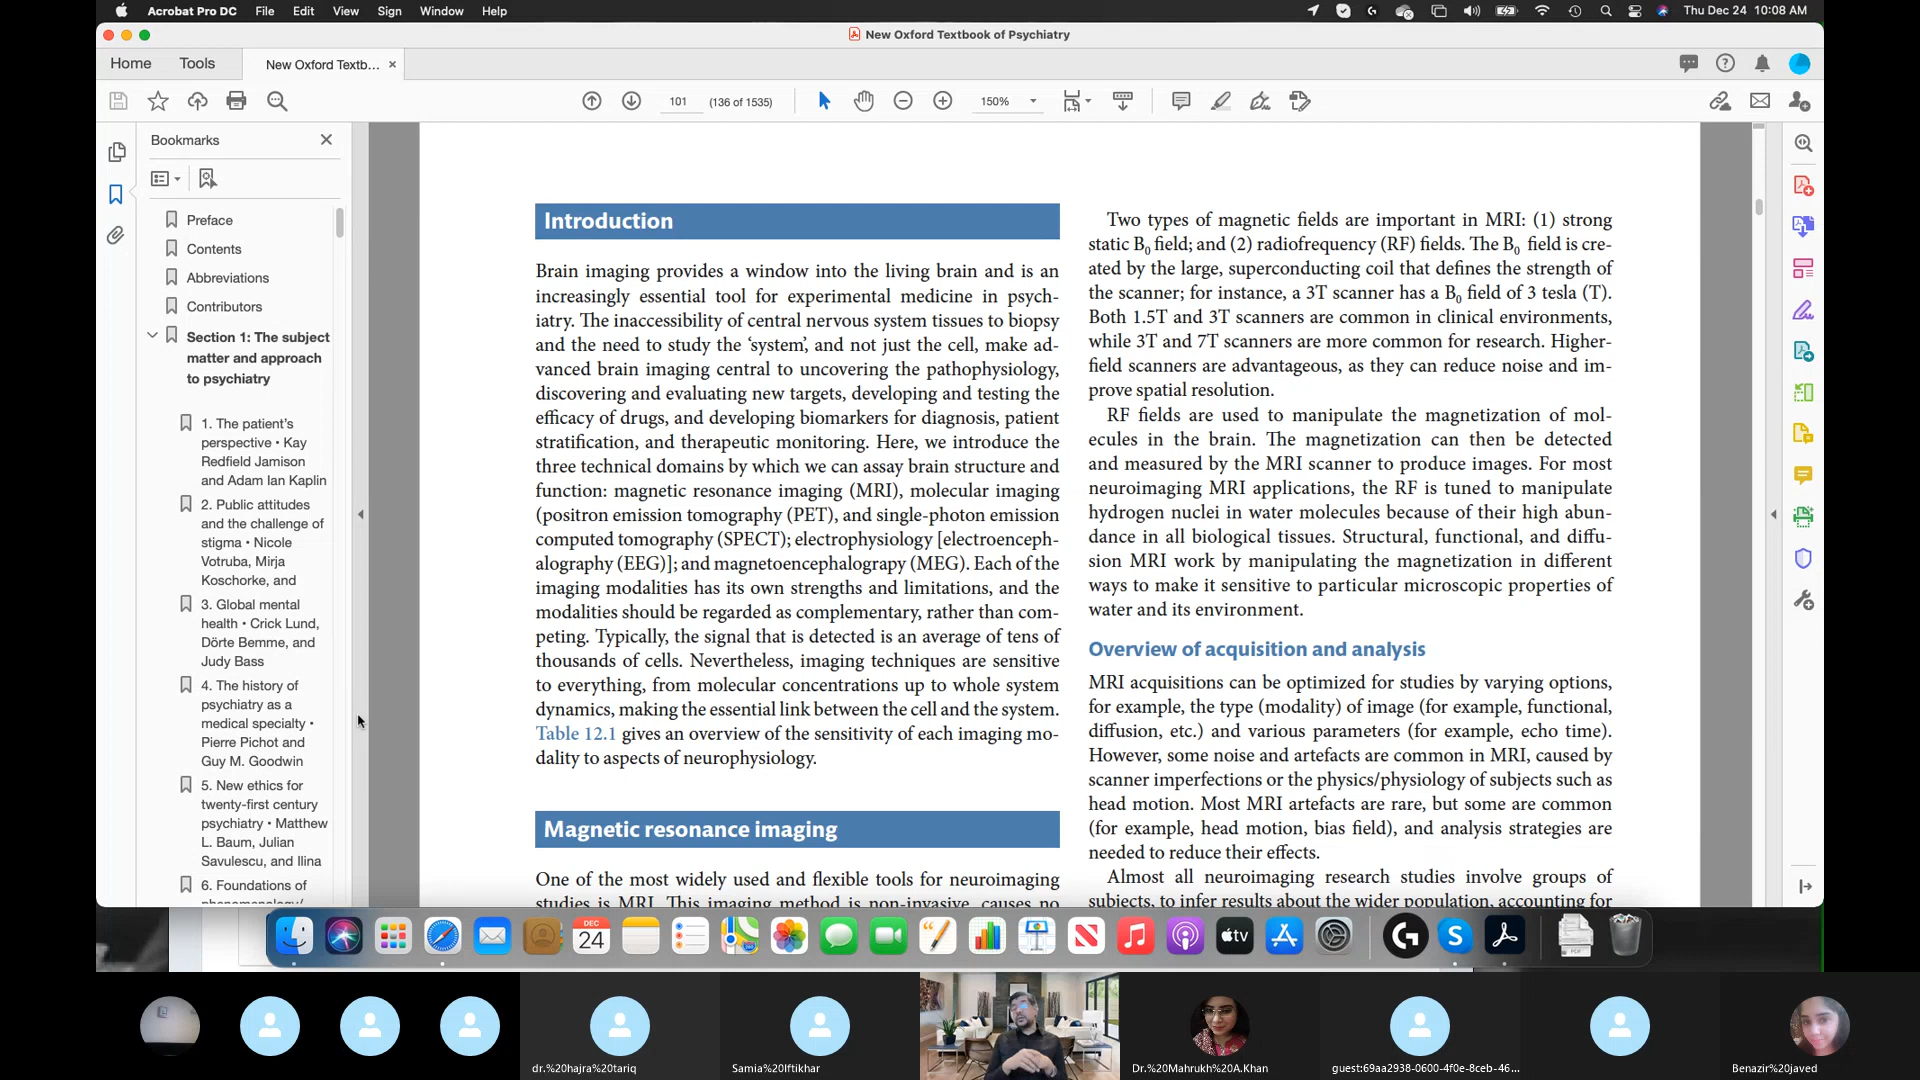 Acrobat Pro DC File Edit View Sign Window Help
Thu Dec 24 10:08 AM
New Oxford Textbook of Psychiatry
Home Tools New Oxford Textb... ×
101 (136 of 1535) 150%
Bookmarks
Preface
Contents
Abbreviations
Contributors
Section 1: The subject
matter and approach
to psychiatry
1. The patient's
perspective • Kay
Redfield Jamison
and Adam Ian Kaplin
2. Public attitudes
and the challenge of
stigma • Nicole
Votruba, Mirja
Koschorke, and
3. Global mental
health • Crick Lund,
Dörte Bemme, and
Judy Bass
4. The history of
psychiatry as a
medical specialty •
Pierre Pichot and
Guy M. Goodwin
5. New ethics for
twenty-first century
psychiatry • Matthew
L. Baum, Julian
Savulescu, and Ilina
6. Foundations of
phenomenology/
Introduction
Brain imaging provides a window into the living brain and is an
increasingly essential tool for experimental medicine in psych-
iatry. The inaccessibility of central nervous system tissues to biopsy
and the need to study the ‘system’, and not just the cell, make ad-
vanced brain imaging central to uncovering the pathophysiology,
discovering and evaluating new targets, developing and testing the
efficacy of drugs, and developing biomarkers for diagnosis, patient
stratification, and therapeutic monitoring. Here, we introduce the
three technical domains by which we can assay brain structure and
function: magnetic resonance imaging (MRI), molecular imaging
(positron emission tomography (PET), and single-photon emission
computed tomography (SPECT); electrophysiology [electroenceph-
alography (EEG)]; and magnetoencephalograpy (MEG). Each of the
imaging modalities has its own strengths and limitations, and the
modalities should be regarded as complementary, rather than com-
peting. Typically, the signal that is detected is an average of tens of
thousands of cells. Nevertheless, imaging techniques are sensitive
to everything, from molecular concentrations up to whole system
dynamics, making the essential link between the cell and the system.
Table 12.1 gives an overview of the sensitivity of each imaging mo-
dality to aspects of neurophysiology.
Magnetic resonance imaging
One of the most widely used and flexible tools for neuroimaging
studies is MRI. This imaging method is non-invasive, causes no
Two types of magnetic fields are important in MRI: (1) strong
static B0 field; and (2) radiofrequency (RF) fields. The B0 field is cre-
ated by the large, superconducting coil that defines the strength of
the scanner; for instance, a 3T scanner has a B0 field of 3 tesla (T).
Both 1.5T and 3T scanners are common in clinical environments,
while 3T and 7T scanners are more common for research. Higher-
field scanners are advantageous, as they can reduce noise and im-
prove spatial resolution.
RF fields are used to manipulate the magnetization of mol-
ecules in the brain. The magnetization can then be detected
and measured by the MRI scanner to produce images. For most
neuroimaging MRI applications, the RF is tuned to manipulate
hydrogen nuclei in water molecules because of their high abun-
dance in all biological tissues. Structural, functional, and diffu-
sion MRI work by manipulating the magnetization in different
ways to make it sensitive to particular microscopic properties of
water and its environment.
Overview of acquisition and analysis
MRI acquisitions can be optimized for studies by varying options,
for example, the type (modality) of image (for example, functional,
diffusion, etc.) and various parameters (for example, echo time).
However, some noise and artefacts are common in MRI, caused by
scanner imperfections or the physics/physiology of subjects such as
head motion. Most MRI artefacts are rare, but some are common
(for example, head motion, bias field), and analysis strategies are
needed to reduce their effects.
Almost all neuroimaging research studies involve groups of
subjects, to infer results about the wider population, accounting for
DEC
24
tv
dr.%20hajra%20tariq
Samia%20Iftikhar
Dr.%20Mahrukh%20A.Khan
guest:69aa2938-0600-4f0e-8ceb-46...
Benazir%20javed